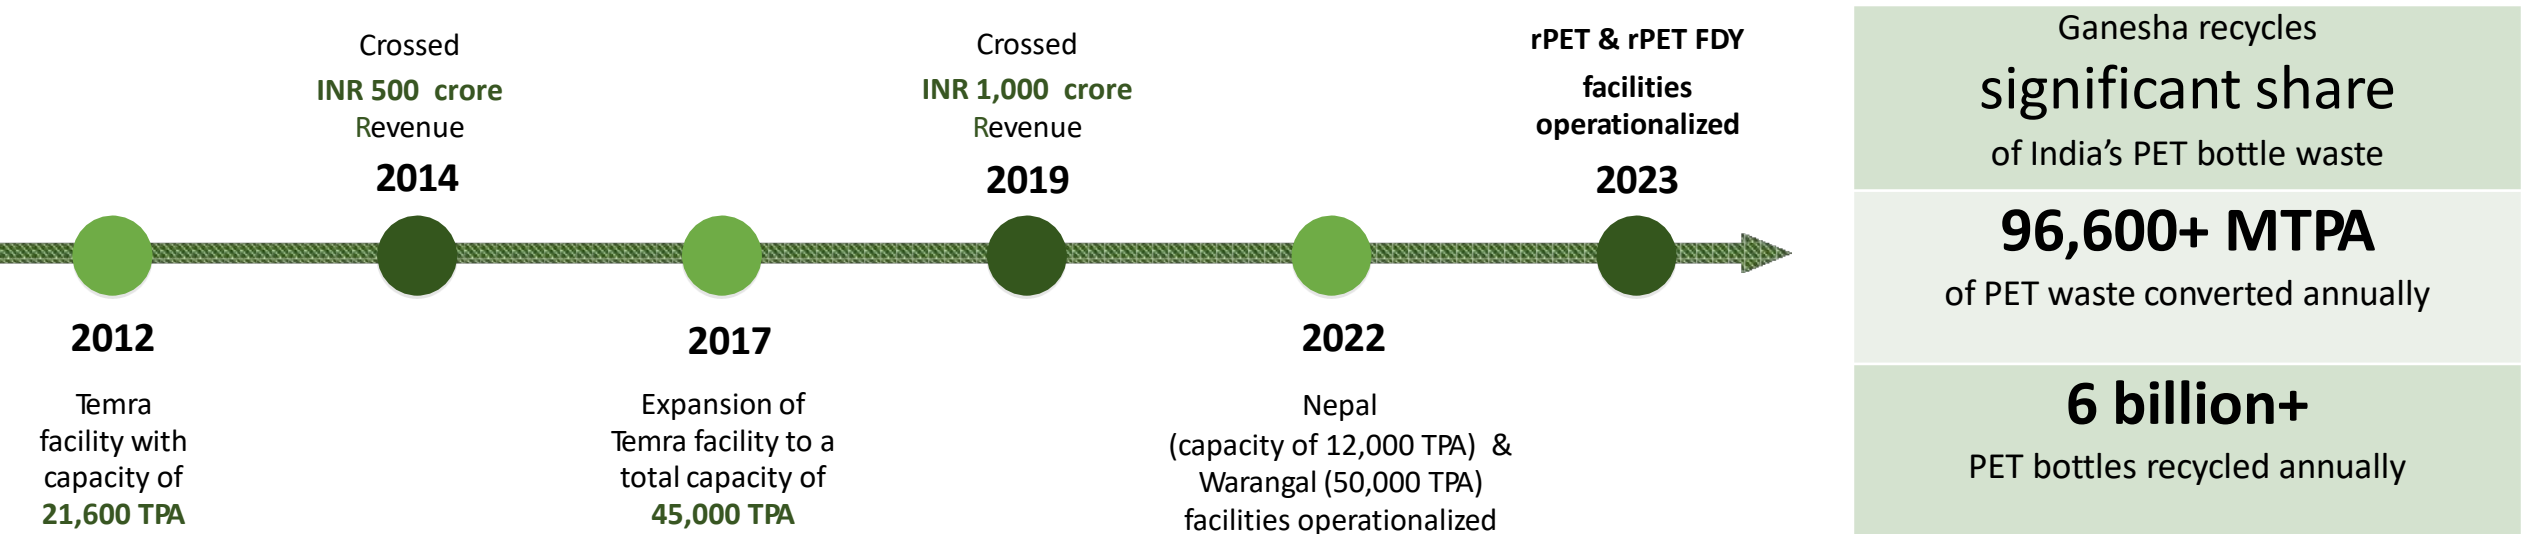 Crossed
INR 500 crore
Revenue
2014
Crossed
INR 1,000 crore
Revenue
2019
rPET & rPET FDY
facilities
operationalized
2023
2012
Temra
facility with
capacity of
21,600 TPA
2017
Expansion of
Temra facility to a
total capacity of
45,000 TPA
2022
Nepal
(capacity of 12,000 TPA) &
Warangal (50,000 TPA)
facilities operationalized
Ganesha recycles
significant share
of India’s PET bottle waste
96,600+ MTPA
of PET waste converted annually
6 billion+
PET bottles recycled annually